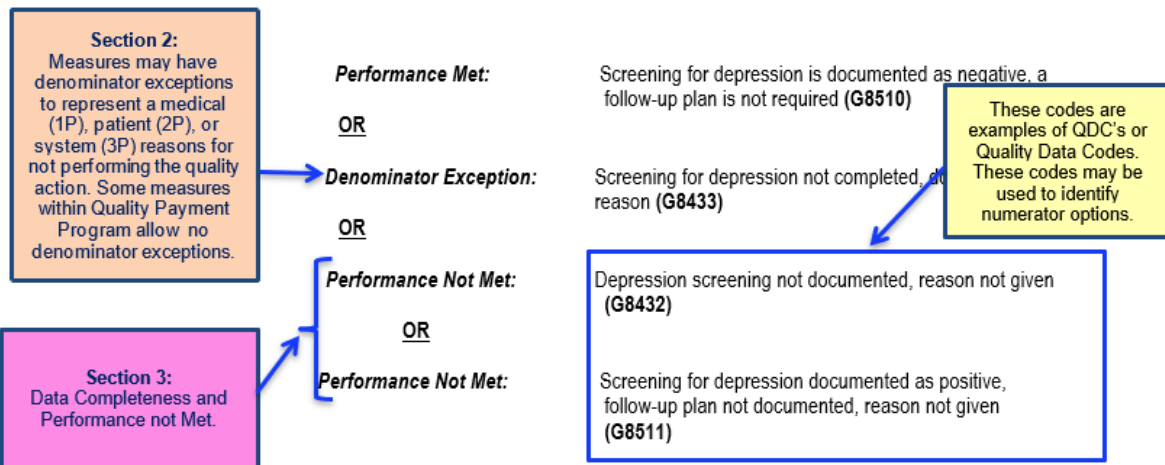 Section 2:
Measures may have
denominator exceptions
to represent a medical
(1P), patient (2P), or
system (3P) reasons for
not performing the quality
action. Some measures
within Quality Payment
Program allow no
denominator exceptions.
Performance Met:
Screening for depression is documented as negative, a
follow-up plan is not required (G8510)
OR
Denominator Exception:
Screening for depression not completed,
reason (G8433)
OR
These codes are
examples of QDC's or
Quality Data Codes.
These codes may be
used to identify
numerator options.
Performance Not Met:
Depression screening not documented, reason not given
(G8432)
OR
Section 3:
Data Completeness and
Performance not Met.
Performance Not Met:
Screening for depression documented as positive,
follow-up plan not documented, reason not given
(G8511)